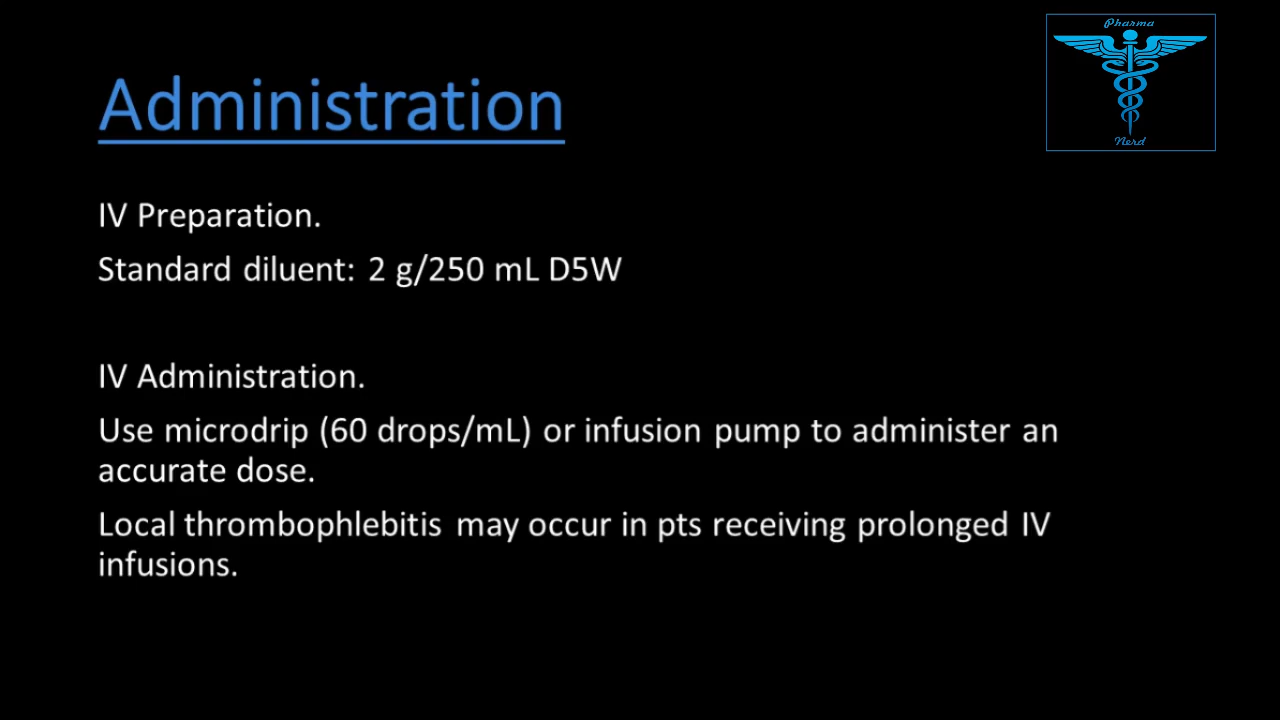 Pharma
Nerd
Administration
IV Preparation.
Standard diluent: 2 g/250 mL D5W
IV Administration.
Use microdrip (60 drops/mL) or infusion pump to administer an
accurate dose.
Local thrombophlebitis may occur in pts receiving prolonged IV
infusions.